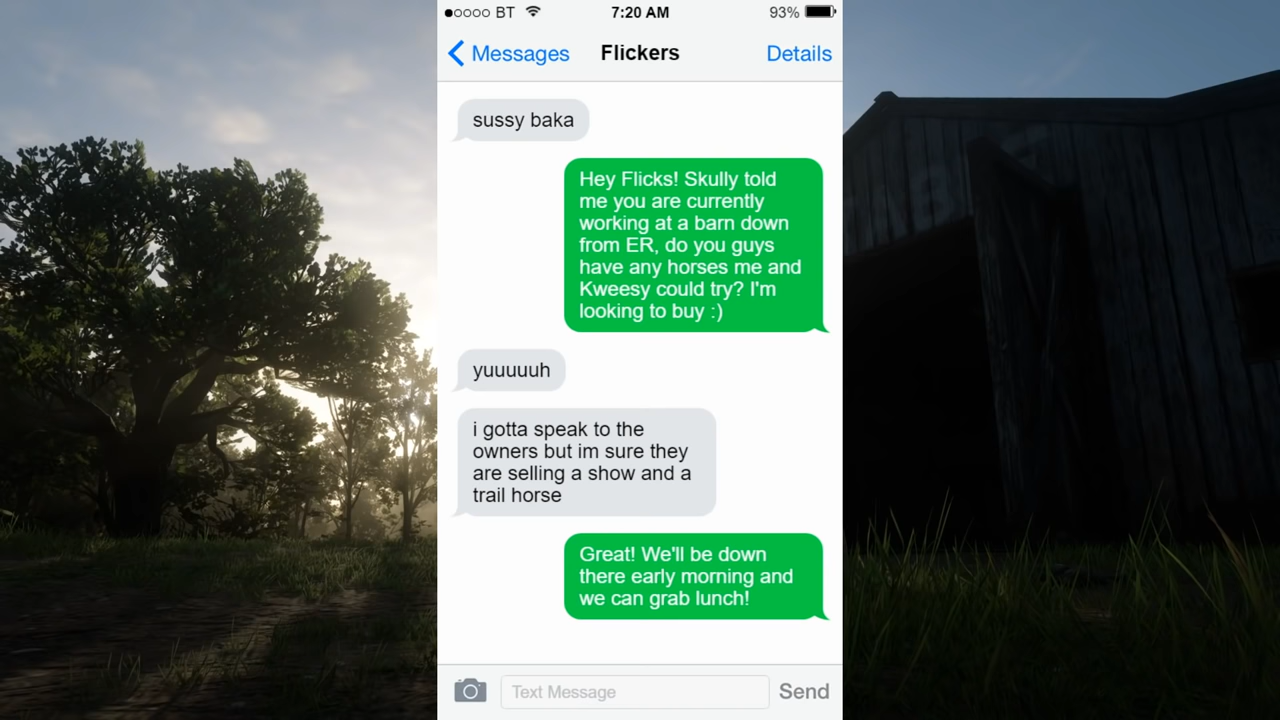 BT 7:20 AM 93%
Messages Flickers Details
sussy baka
Hey Flicks! Skully told
me you are currently
working at a barn down
from ER, do you guys
have any horses me and
Kweesy could try? I'm
looking to buy :)
yuuuuuh
i gotta speak to the
owners but im sure they
are selling a show and a
trail horse
Great! We'll be down
there early morning and
we can grab lunch!
Text Message Send